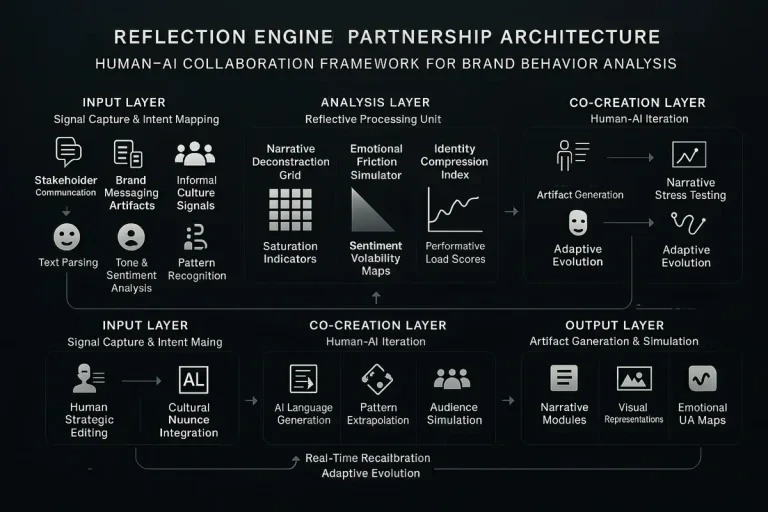 REFLECTION ENGINE PARTNERSHIP ARCHITECTURE
HUMAN–AI COLLABORATION FRAMEWORK FOR BRAND BEHAVIOR ANALYSIS
INPUT LAYER
Signal Capture & Intent Mapping
Stakeholder
Communcation
Brand
Messaging
Artifacts
Informal
Culture
Signals
Text Parsing
Tone &
Sentiment
Analysis
Pattern
Recognition
ANALYSIS LAYER
Reflective Processing Unit
Narrative
Deconstraction
Grid
Emotional
Friction
Simulator
Identity
Compression
Index
Saturation
Indicators
Sentiment
Volability
Maps
Performative
Load Scores
CO-CREATION LAYER
Human-AI Iteration
Artifact Generation
Narrative
Stress Testing
Adaptive
Evolution
Adaptive
Evolution
INPUT LAYER
Signal Capture & Intent Maing
Human
Strategic
Editing
AL
Cultural
Nuunce
Integration
CO-CREATION LAYER
Human-AI Iteration
AI Language
Generation
Pattern
Extrapolation
Audience
Simulation
OUTPUT LAYER
Artifact Generation & Simulation
Narrative
Modules
Visual
Representations
Emotional
UA Maps
Real-Time Recailbration
Adaptive Evolution